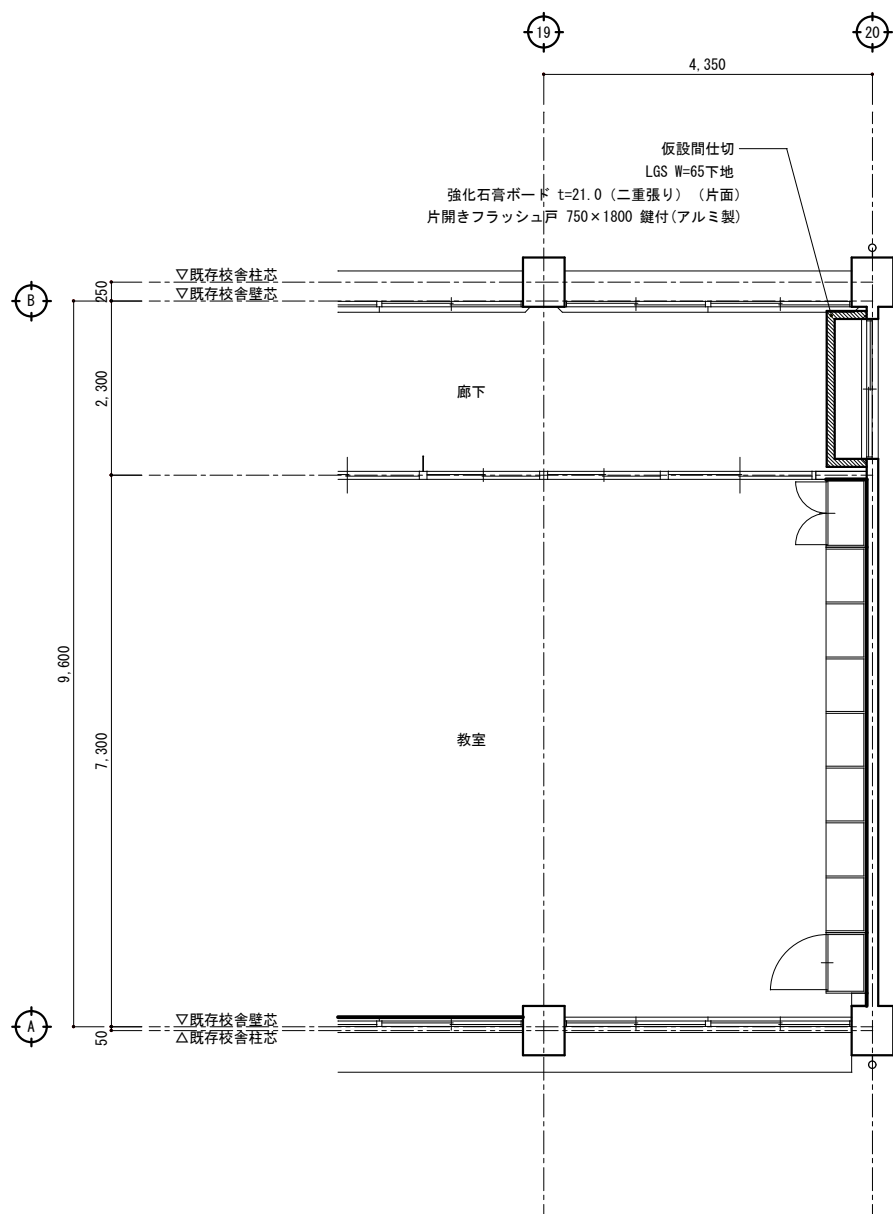 19
20
4,350
仮設間仕切
LGS W=65下地
強化石膏ボード t=21.0（二重張り）（片面）
片開きフラッシュ戸 750×1800 鍵付(アルミ製)
▽既存校舎柱芯
250
B
▽既存校舎壁芯
2,300
廊下
9,600
7,300
教室
▽既存校舎壁芯
A
50
△既存校舎柱芯